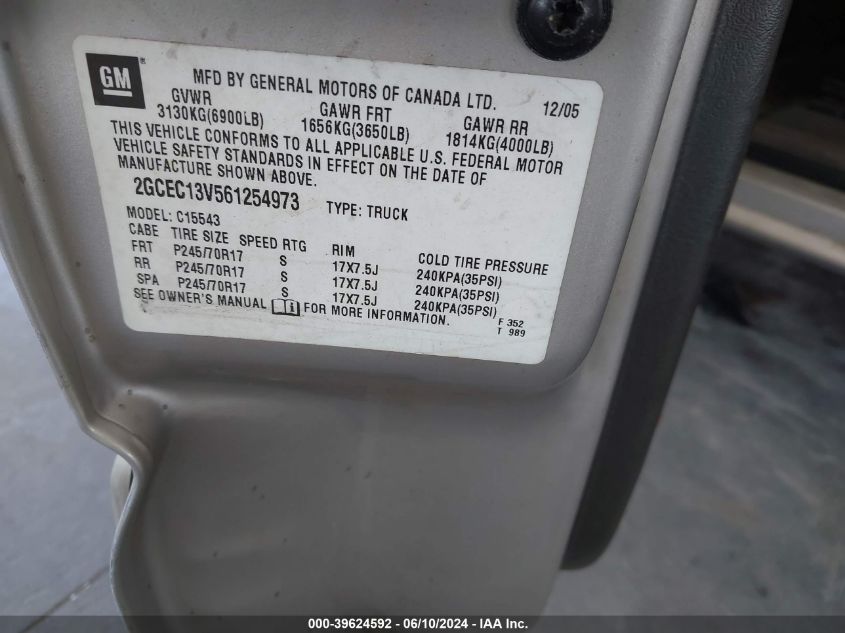 GM
MFD BY GENERAL MOTORS OF CANADA LTD.
12/05
GVWR GAWR FRT GAWR RR
3130KG(6900LB) 1656KG(3650LB) 1814KG(4000LB)
THIS VEHICLE CONFORMS TO ALL APPLICABLE U.S. FEDERAL MOTOR
VEHICLE SAFETY STANDARDS IN EFFECT ON THE DATE OF
MANUFACTURE SHOWN ABOVE.
2GCEC13V561254973 TYPE: TRUCK
MODEL: C15543
CABE TIRE SIZE SPEED RTG RIM COLD TIRE PRESSURE
FRT P245/70R17 S 17X7.5J 240KPA(35PSI)
RR P245/70R17 S 17X7.5J 240KPA(35PSI)
SPA P245/70R17 S 17X7.5J 240KPA(35PSI)
SEE OWNER'S MANUAL FOR MORE INFORMATION.
F 352
T 989
000-39624592 - 06/10/2024 - IAA Inc.